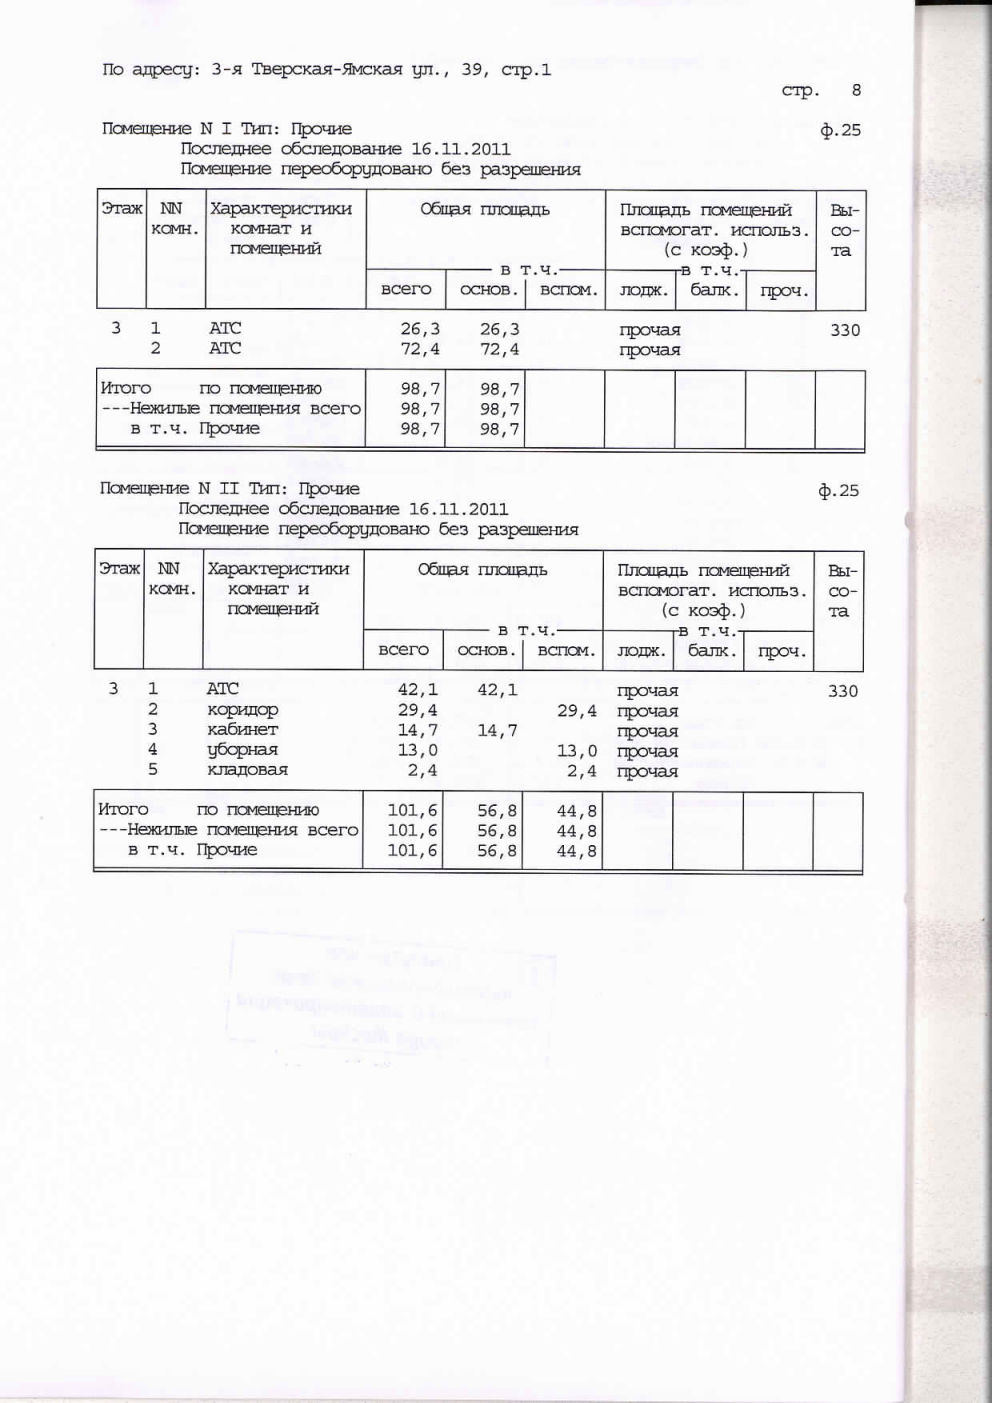 По адресу: 3-я Тверская-Ямская ул., 39, стр.1
стр. 8
Помещение N I Тип: Прочие ф.25
Последнее обследование 16.11.2011
Помещение переоборудовано без разрешения
Этаж NN Характеристики Общая площадь Площадь помещений Вы-
комн. комнат и вспомогат. использ. со-
помещений (с коэф.) та
в т.ч. в т.ч.
всего основ. вспом. лодж. балк. проч.
3 1 АТС 26,3 26,3 прочая 330
2 АТС 72,4 72,4 прочая
Итого по помещению 98,7 98,7
---Нежилые помещения всего 98,7 98,7
в т.ч. Прочие 98,7 98,7
Помещение N II Тип: Прочие ф.25
Последнее обследование 16.11.2011
Помещение переоборудовано без разрешения
Этаж NN Характеристики Общая площадь Площадь помещений Вы-
комн. комнат и вспомогат. использ. со-
помещений (с коэф.) та
в т.ч. в т.ч.
всего основ. вспом. лодж. балк. проч.
3 1 АТС 42,1 42,1 прочая 330
2 коридор 29,4 29,4 прочая
3 кабинет 14,7 14,7 прочая
4 уборная 13,0 13,0 прочая
5 кладовая 2,4 2,4 прочая
Итого по помещению 101,6 56,8 44,8
---Нежилые помещения всего 101,6 56,8 44,8
в т.ч. Прочие 101,6 56,8 44,8